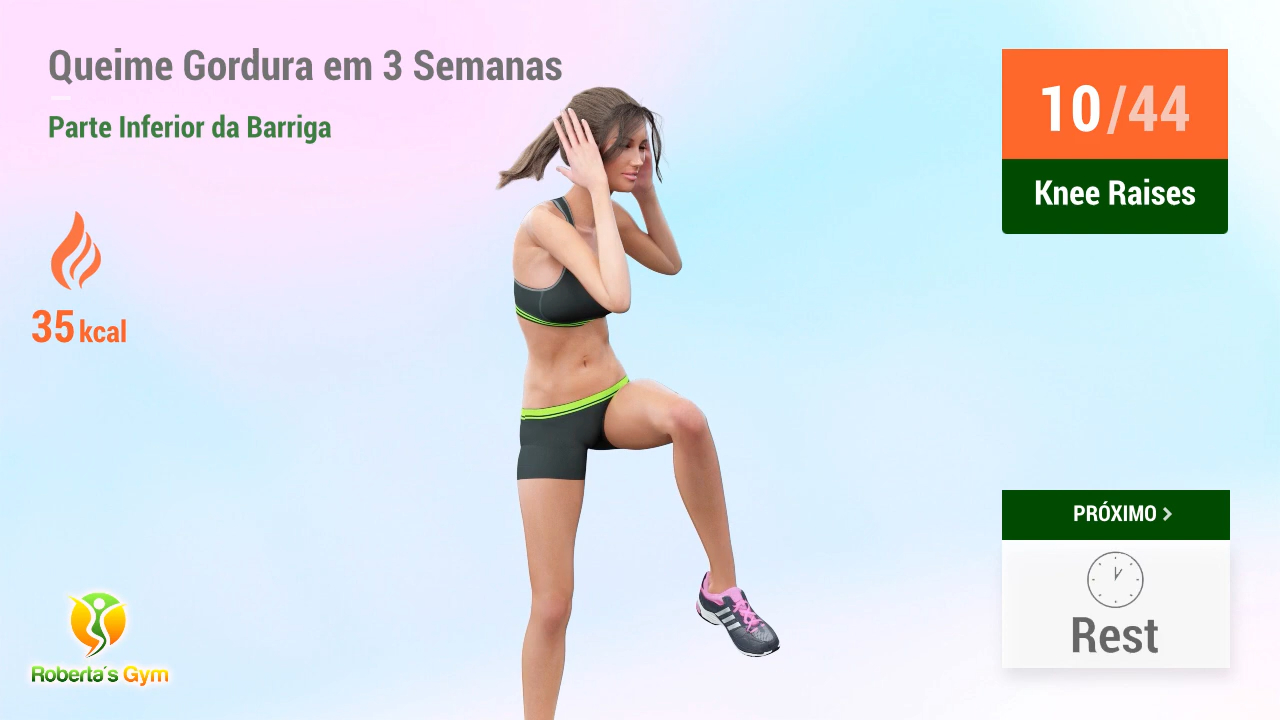 Queime Gordura em 3 Semanas
Parte Inferior da Barriga
10/44
Knee Raises
35 kcal
PRÓXIMO >
Rest
Roberta´s Gym